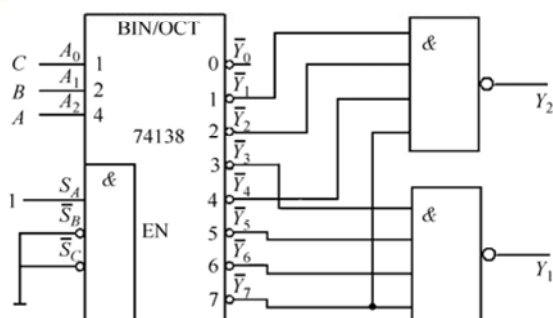 BIN/OCT
C A₀ 1 0 Y̅₀ &
B A₁ 2 1 Y̅₁
A A₂ 4 2 Y̅₂ Y₂
74138
3 Y̅₃
& 4 Y̅₄
1 S_A 5 Y̅₅ &
S̅_B EN 6 Y̅₆ Y₁
S̅_C 7 Y̅₇